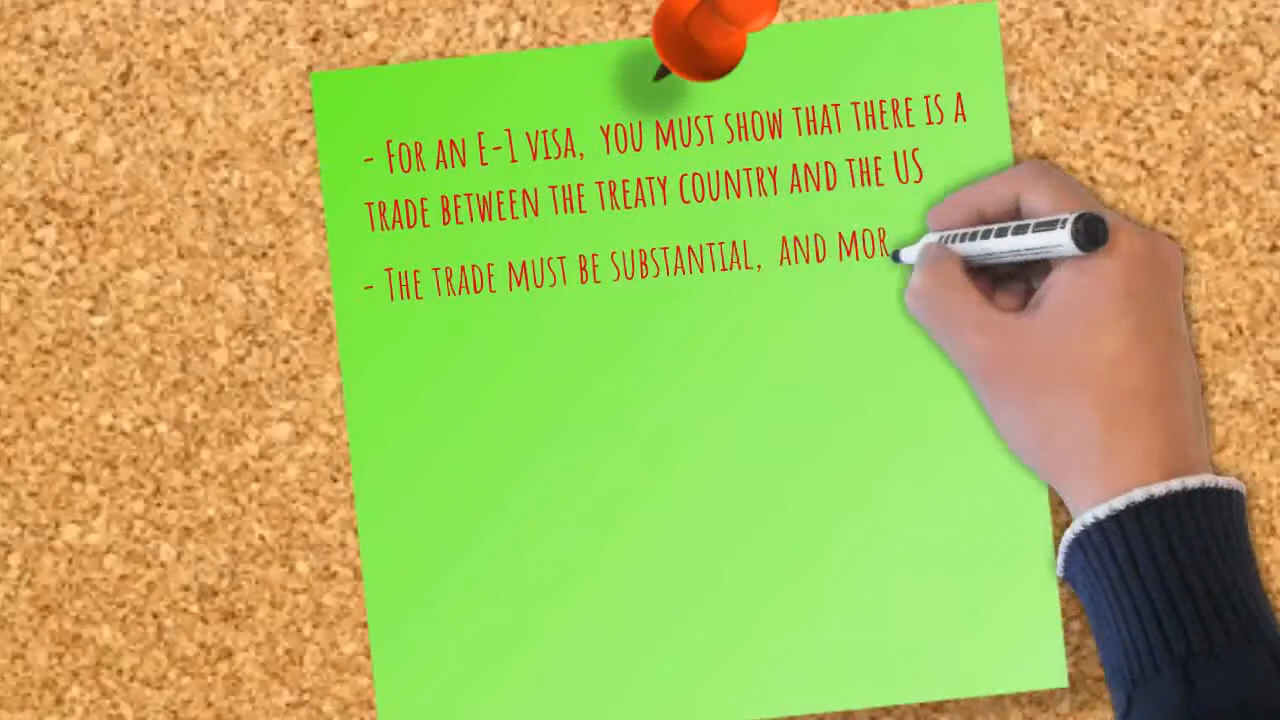 - For an E-1 visa, you must show that there is a
trade between the treaty country and the US
- The trade must be substantial, and mor